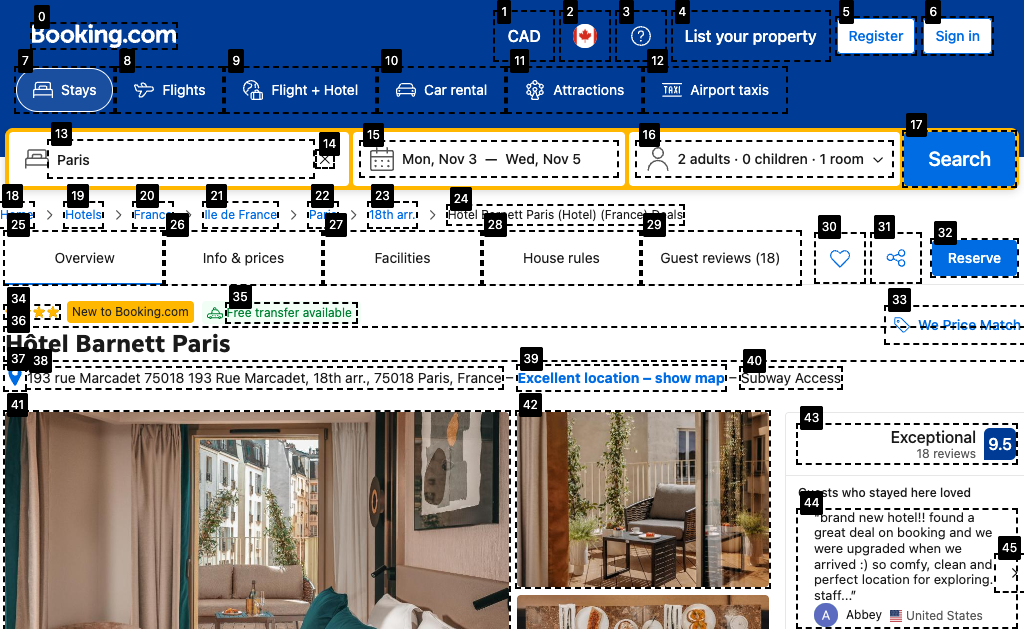 0 1 2 3 4 5 6
Booking.com CAD List your property Register Sign in
7 8 9 10 11 12
Stays Flights Flight + Hotel Car rental Attractions TAXI Airport taxis
13 14 15 16 17
Paris Mon, Nov 3 — Wed, Nov 5 2 adults · 0 children · 1 room Search
18 19 20 21 22 23 24
Home Hotels France Ile de France Paris 18th arr. Hôtel Barnett Paris (Hotel) (France) Deals
25 26 27 28 29 30 31 32
Overview Info & prices Facilities House rules Guest reviews (18) Reserve
34 35 33
New to Booking.com Free transfer available We Price Match
36
Hôtel Barnett Paris
37 38 39 40
193 rue Marcadet 75018 193 Rue Marcadet, 18th arr., 75018 Paris, France – Excellent location – show map – Subway Access
41 42 43
Exceptional 9.5
18 reviews
Guests who stayed here loved
44
"brand new hotel!! found a
great deal on booking and we
were upgraded when we
45
arrived :) so comfy, clean and
perfect location for exploring.
staff..."
A Abbey United States